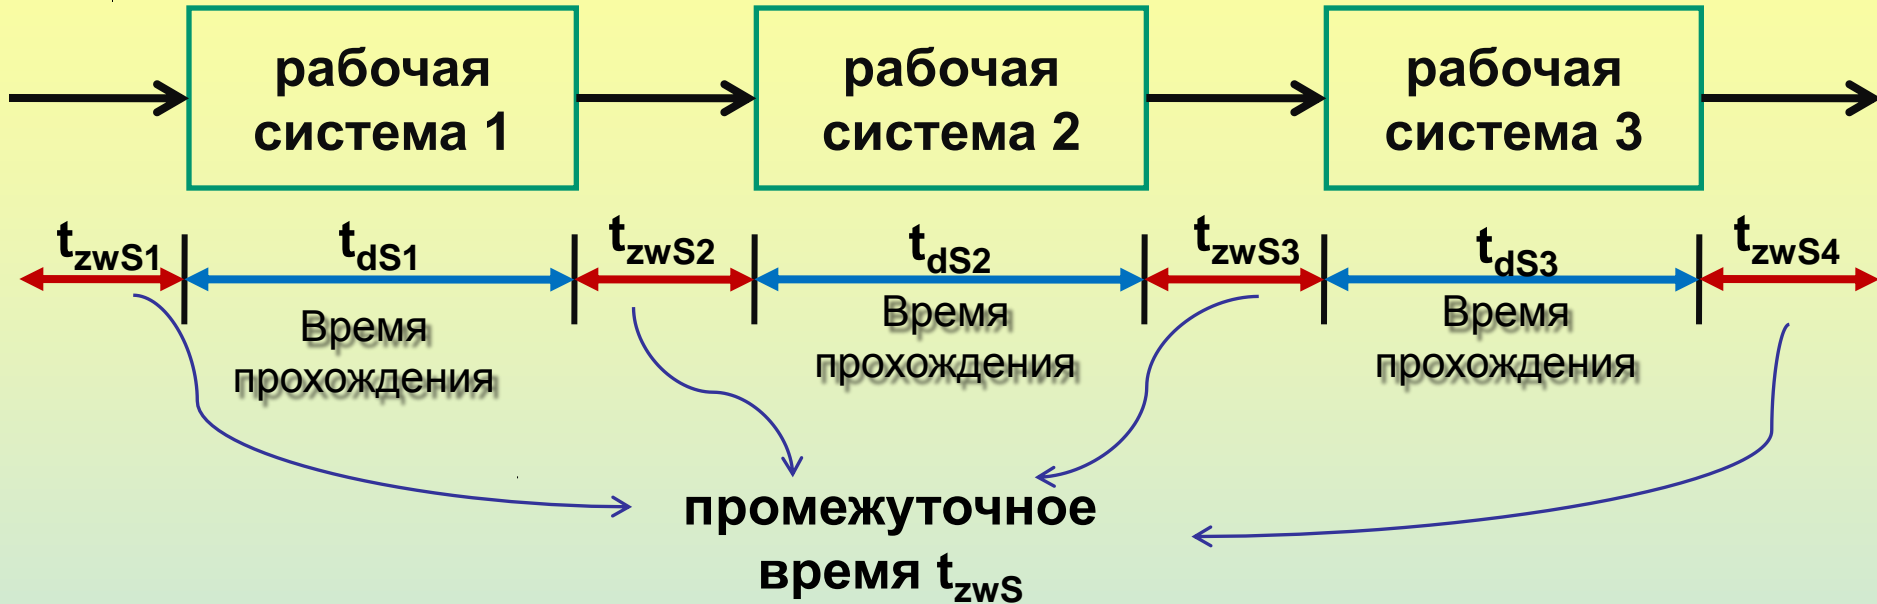 рабочая
система 1
рабочая
система 2
рабочая
система 3
tzwS1
tdS1
tzwS2
tdS2
tzwS3
tdS3
tzwS4
Время
прохождения
Время
прохождения
Время
прохождения
промежуточное
время tzwS